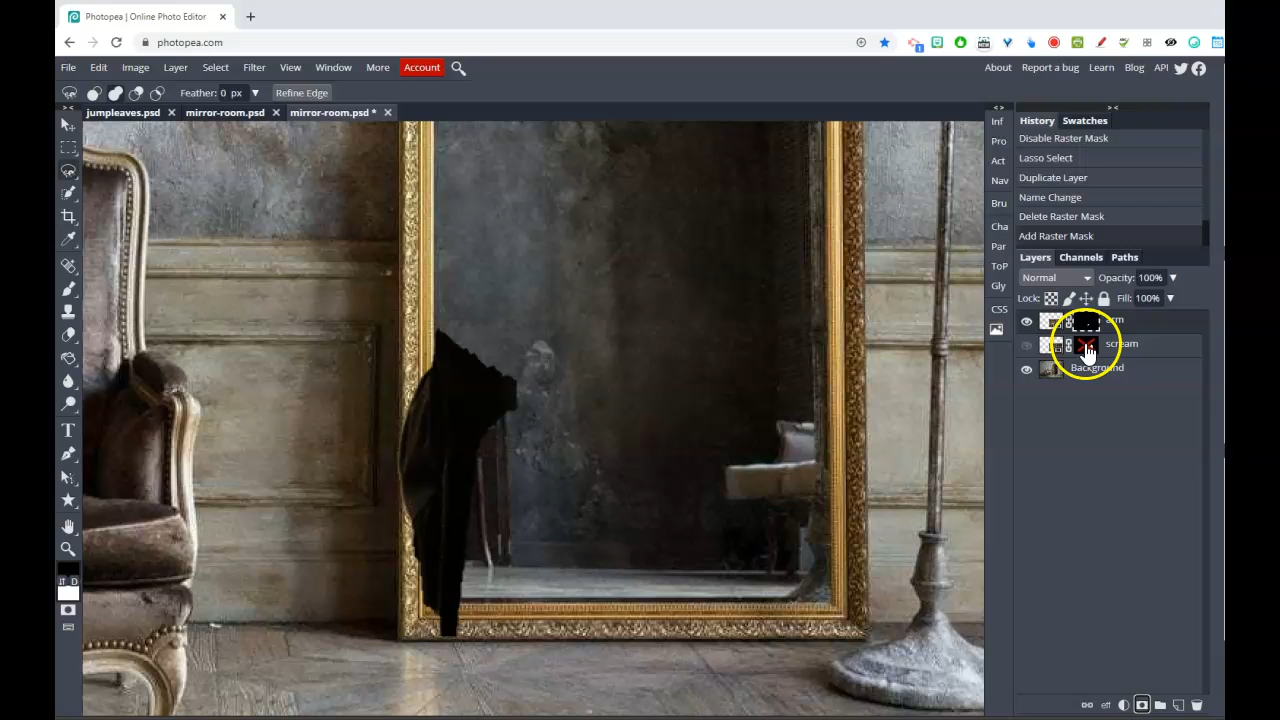 Photopea | Online Photo Editor
photopea.com
1
File Edit Image Layer Select Filter View Window More Account
About Report a bug Learn Blog API
Feather: 0 px Refine Edge
jumpleaves.psd mirror-room.psd mirror-room.psd *
Inf
Pro
Act
Nav
Bru
Cha
Par
ToP
Gly
CSS
History Swatches
Disable Raster Mask
Lasso Select
Duplicate Layer
Name Change
Delete Raster Mask
Add Raster Mask
Layers Channels Paths
Normal Opacity: 100%
Lock: Fill: 100%
arm
scream
Background
eff
D